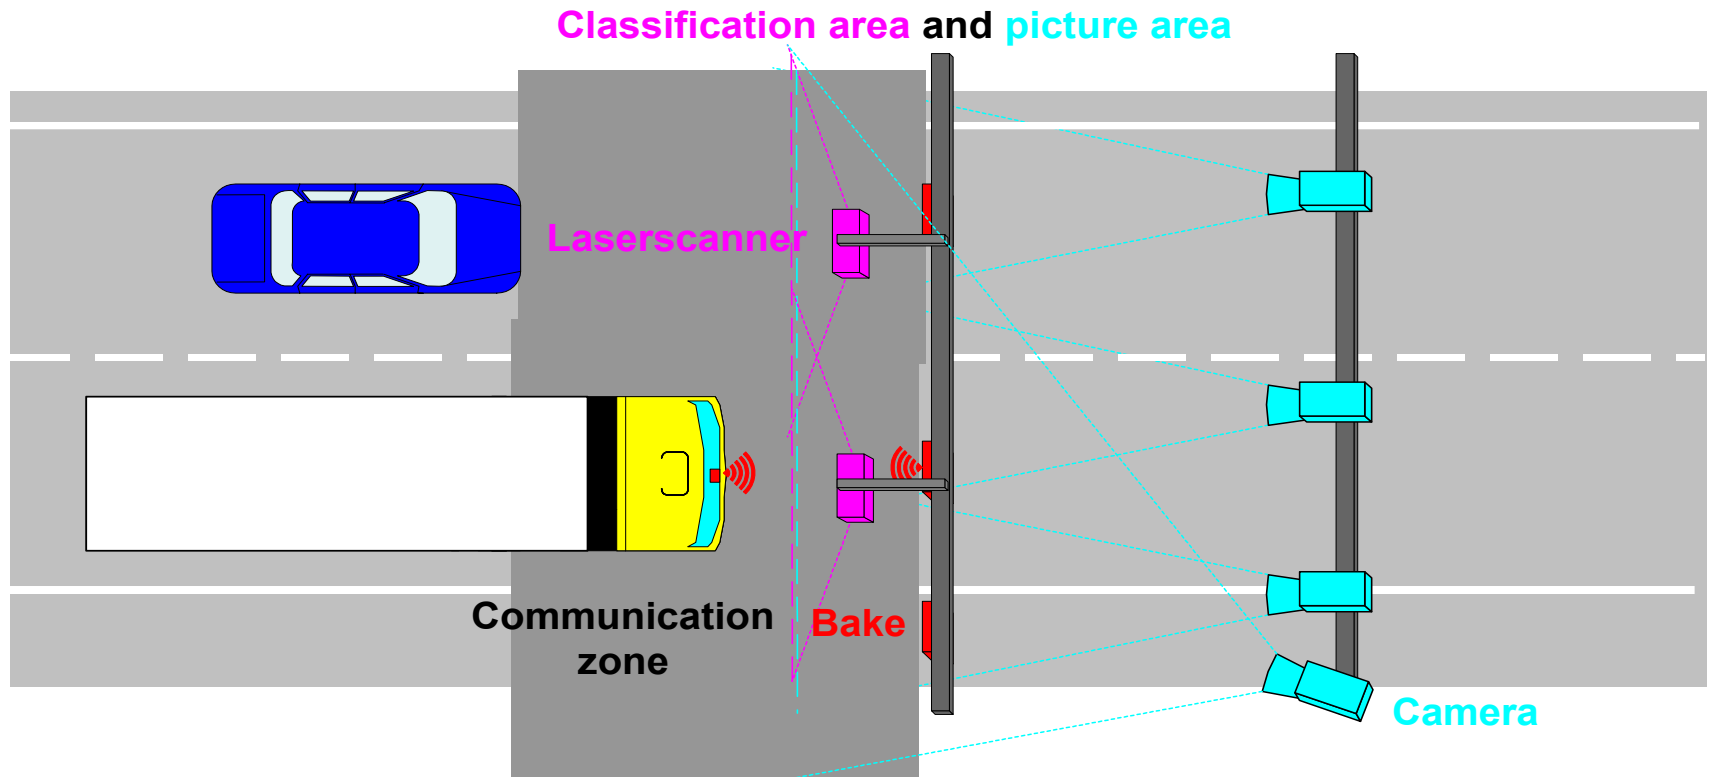 Classification area and picture area
Laserscanner
Communication
zone
Bake
Camera